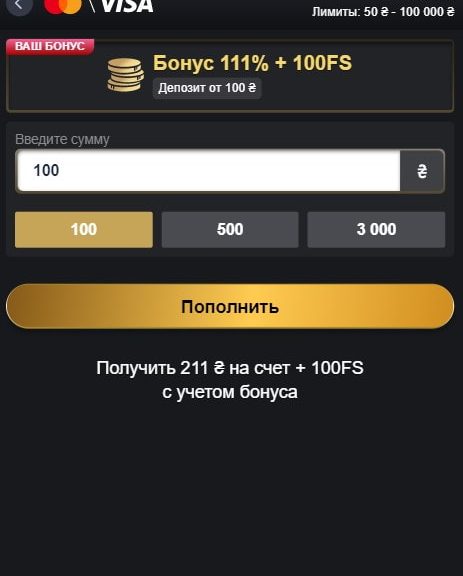 VISA
Лимиты: 50 ₴ - 100 000 ₴
ВАШ БОНУС
Бонус 111% + 100FS
Депозит от 100 ₴
Введите сумму
100 ₴
100 500 3 000
Пополнить
Получить 211 ₴ на счет + 100FS
с учетом бонуса